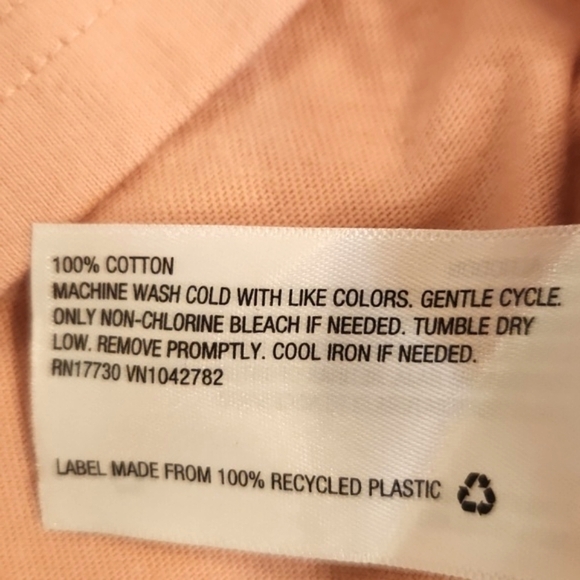 100% COTTON
MACHINE WASH COLD WITH LIKE COLORS. GENTLE CYCLE.
ONLY NON-CHLORINE BLEACH IF NEEDED. TUMBLE DRY
LOW. REMOVE PROMPTLY. COOL IRON IF NEEDED.
RN17730 VN1042782
LABEL MADE FROM 100% RECYCLED PLASTIC